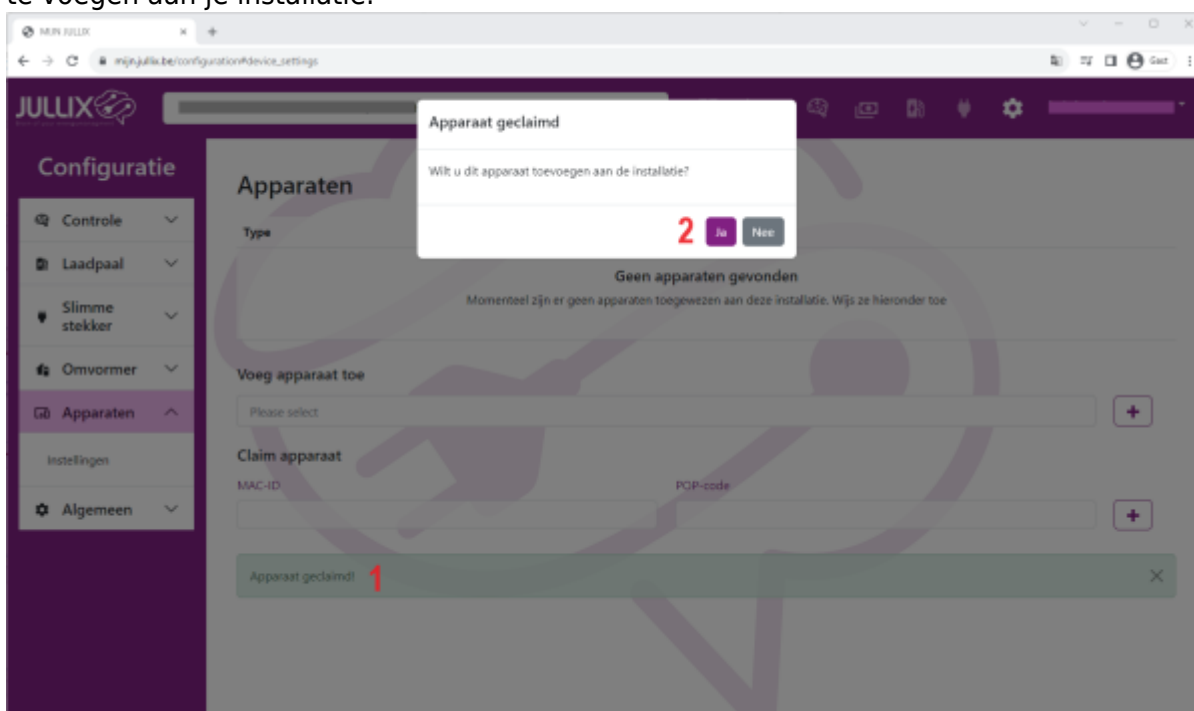 te voegen aan je installatie.
MIJN JULLIX
mijn.jullix.be/configuration#device_settings
Gast
JULLIX
Apparaat geclaimd
Wilt u dit apparaat toevoegen aan de installatie?
2 Ja Nee
Configuratie
Controle
Laadpaal
Slimme
stekker
Omvormer
Apparaten
Instellingen
Algemeen
Apparaten
Type
Geen apparaten gevonden
Momenteel zijn er geen apparaten toegewezen aan deze installatie. Wijs ze hieronder toe
Voeg apparaat toe
Please select
Claim apparaat
MAC-ID POP-code
Apparaat geclaimd! 1